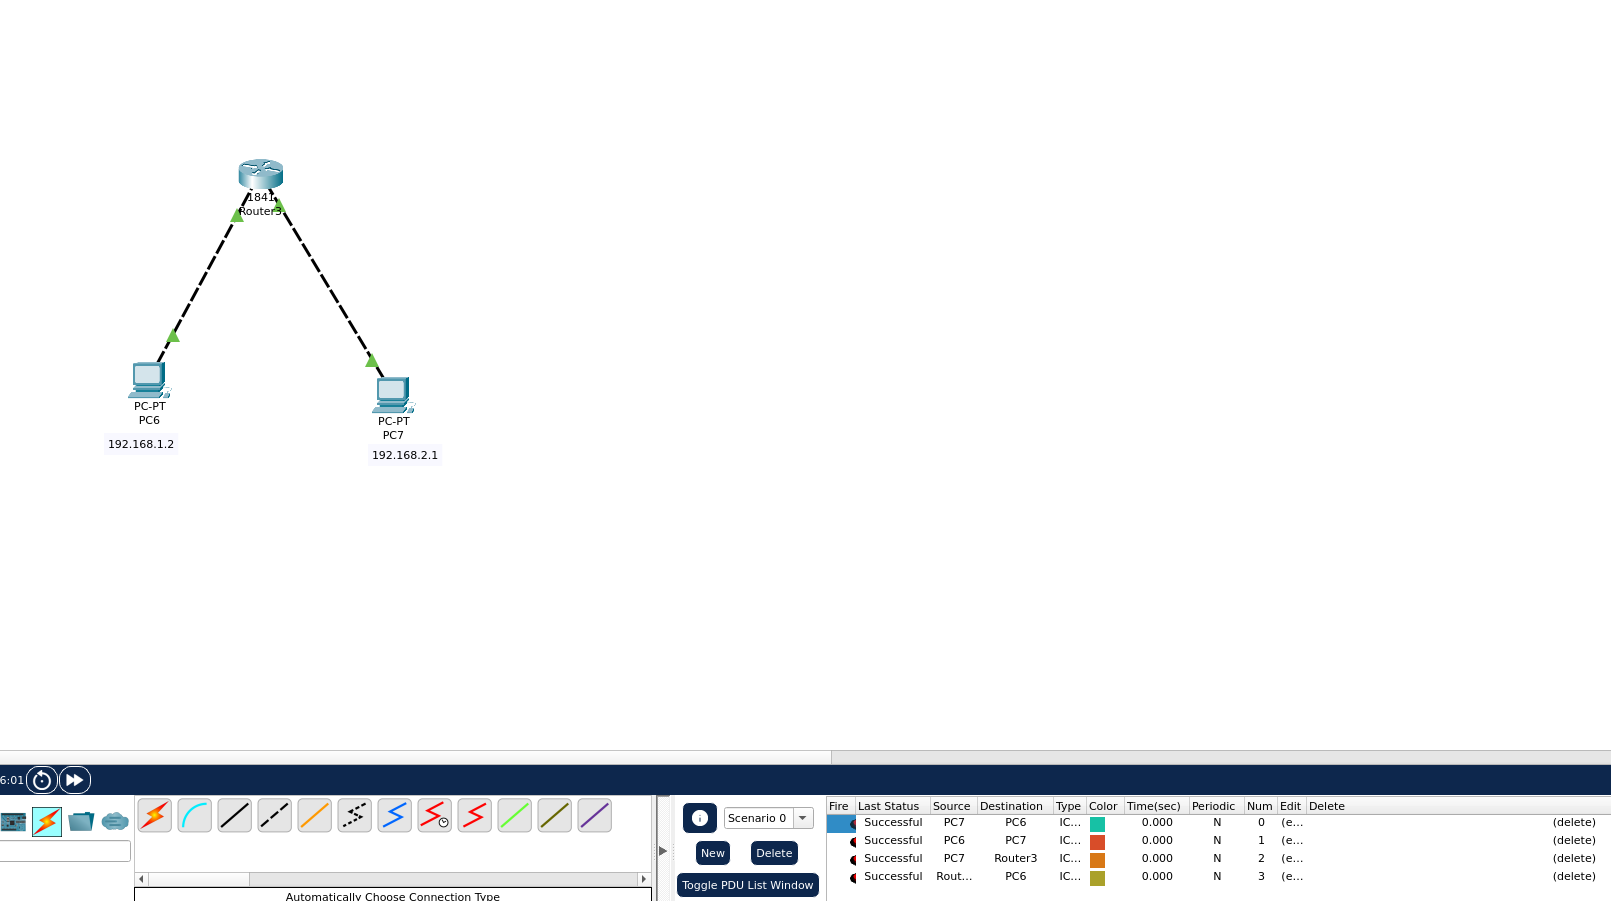 1841
Router3
PC-PT
PC6
192.168.1.2
PC-PT
PC7
192.168.2.1
6:01
Automatically Choose Connection Type
Scenario 0
New Delete
Toggle PDU List Window
Fire Last Status Source Destination Type Color Time(sec) Periodic Num Edit Delete
Successful PC7 PC6 IC... 0.000 N 0 (e... (delete)
Successful PC6 PC7 IC... 0.000 N 1 (e... (delete)
Successful PC7 Router3 IC... 0.000 N 2 (e... (delete)
Successful Rout... PC6 IC... 0.000 N 3 (e... (delete)